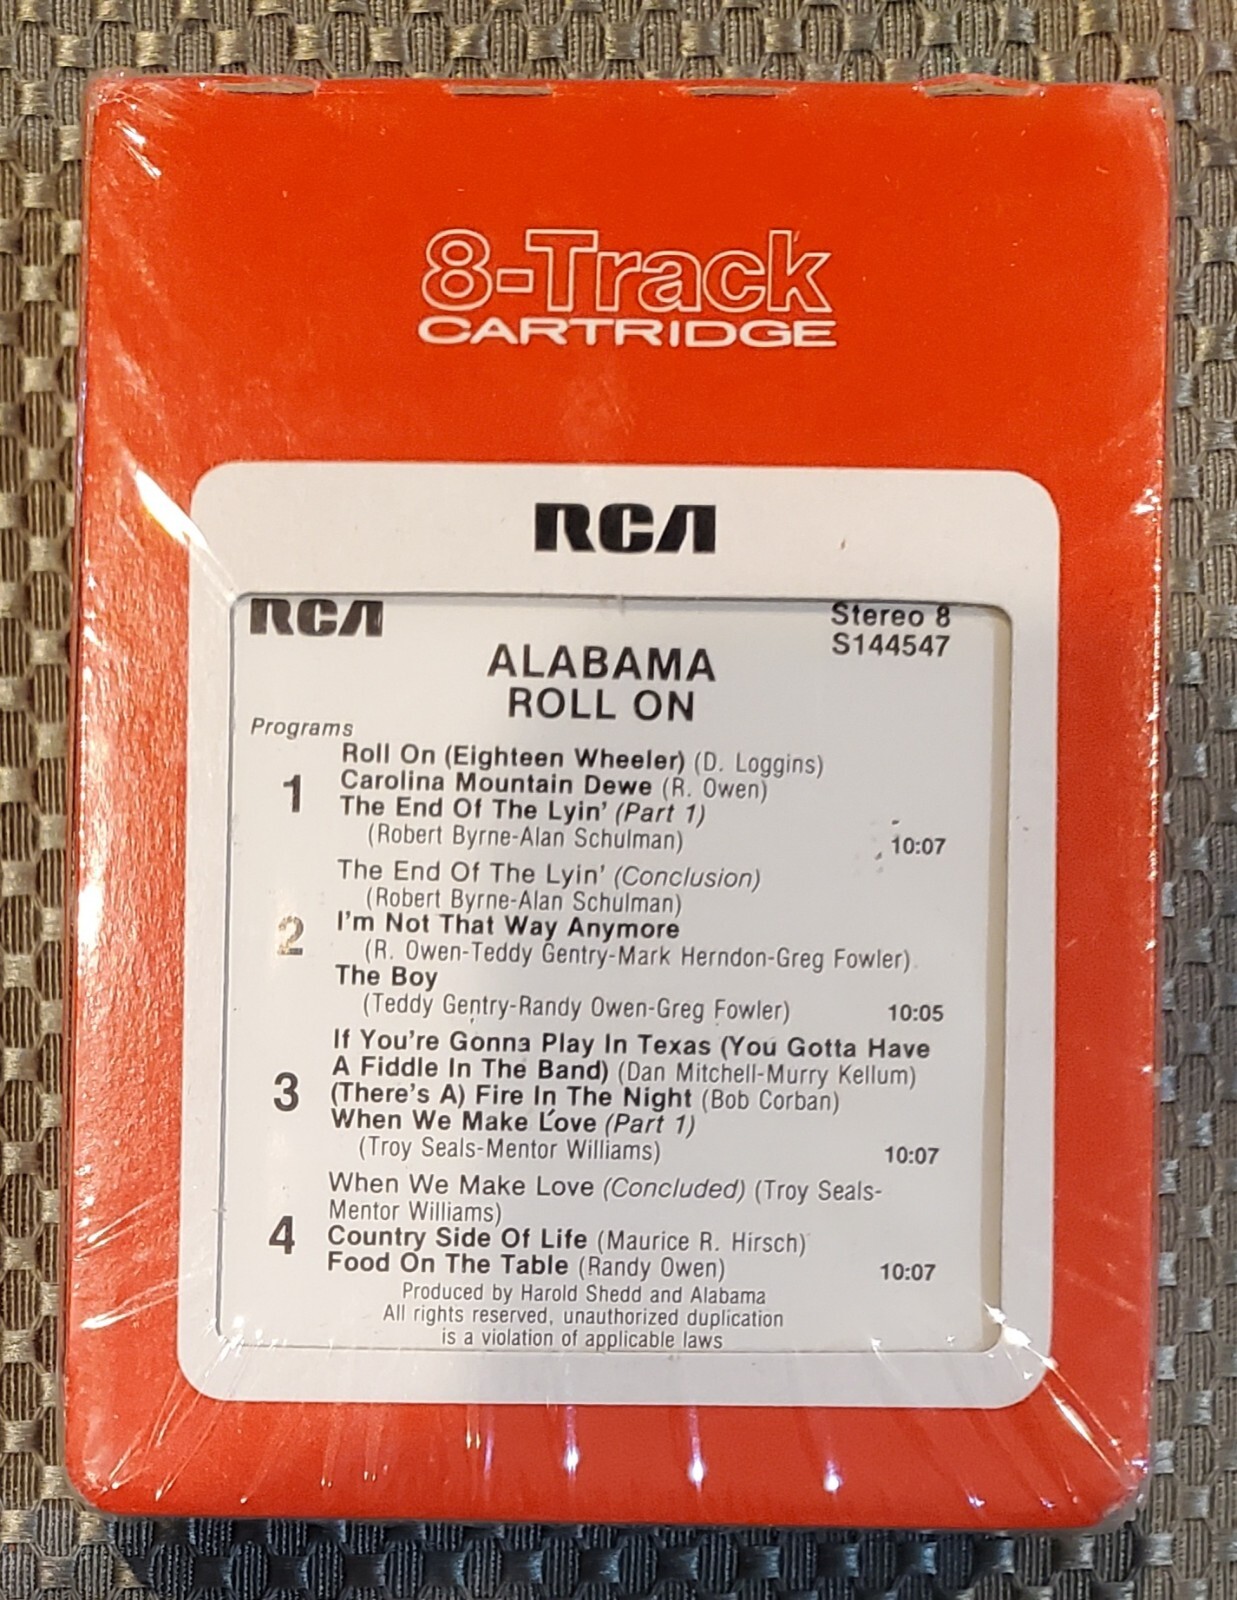 8-Track
CARTRIDGE
RCA
RCA
Stereo 8
S144547
ALABAMA
ROLL ON
Programs
1
Roll On (Eighteen Wheeler) (D. Loggins)
Carolina Mountain Dewe (R. Owen)
The End Of The Lyin' (Part 1)
(Robert Byrne-Alan Schulman) 10:07
2
The End Of The Lyin' (Conclusion)
(Robert Byrne-Alan Schulman)
I'm Not That Way Anymore
(R. Owen-Teddy Gentry-Mark Herndon-Greg Fowler)
The Boy
(Teddy Gentry-Randy Owen-Greg Fowler) 10:05
3
If You're Gonna Play In Texas (You Gotta Have
A Fiddle In The Band) (Dan Mitchell-Murry Kellum)
(There's A) Fire In The Night (Bob Corban)
When We Make Love (Part 1)
(Troy Seals-Mentor Williams) 10:07
4
When We Make Love (Concluded) (Troy Seals-
Mentor Williams)
Country Side Of Life (Maurice R. Hirsch)
Food On The Table (Randy Owen) 10:07
Produced by Harold Shedd and Alabama
All rights reserved, unauthorized duplication
is a violation of applicable laws